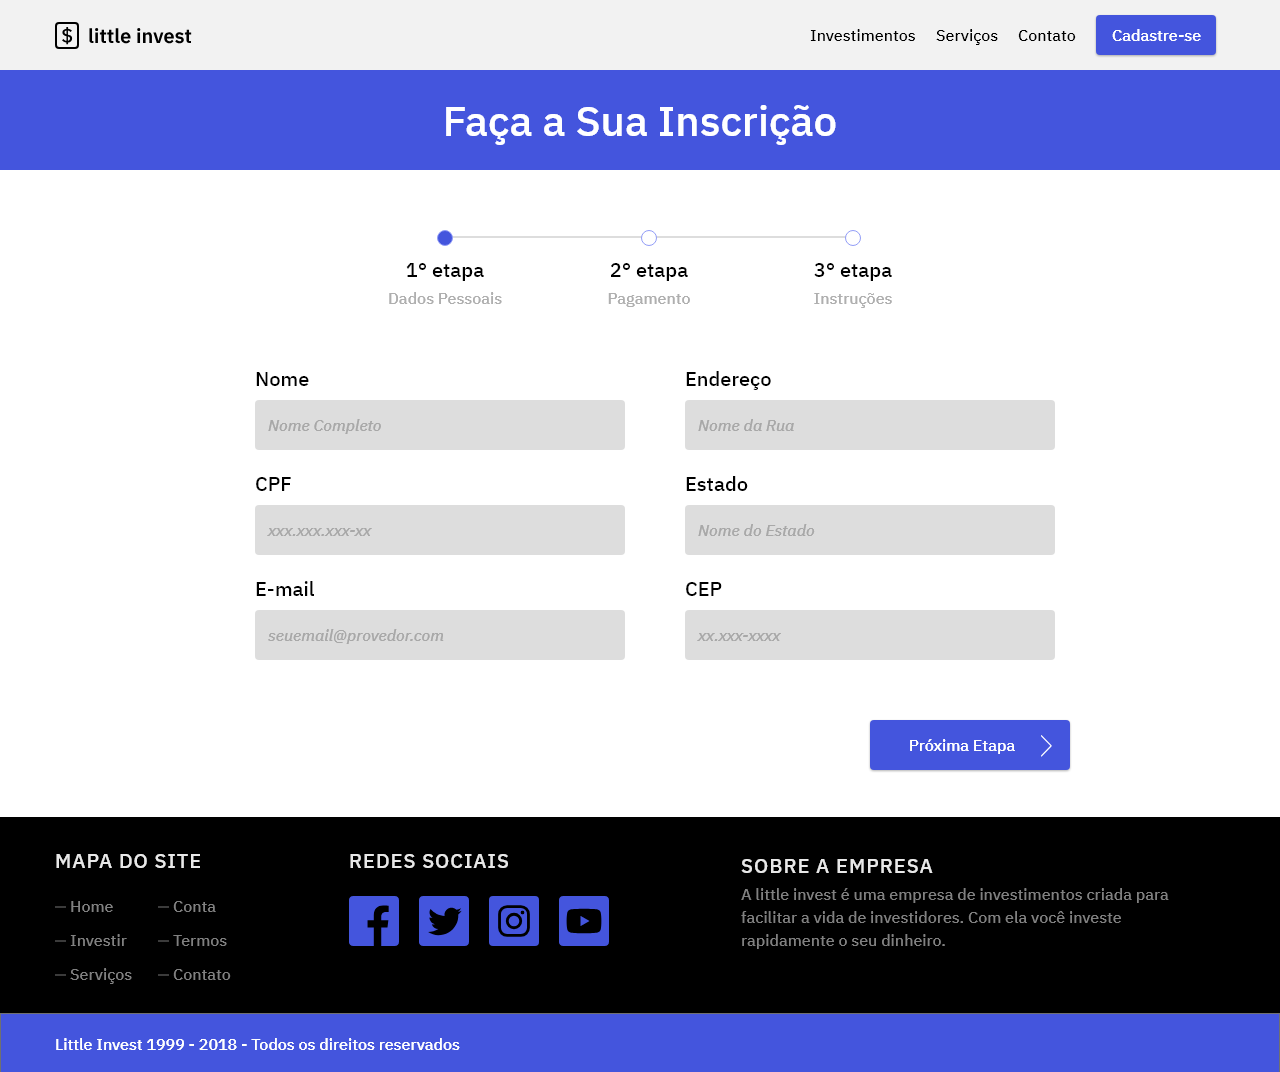 $ little invest
Investimentos Serviços Contato Cadastre-se
Faça a Sua Inscrição
1° etapa 2° etapa 3° etapa
Dados Pessoais Pagamento Instruções
Nome Endereço
Nome Completo Nome da Rua
CPF Estado
xxx.xxx.xxx-xx Nome do Estado
E-mail CEP
seuemail@provedor.com xx.xxx-xxxx
Próxima Etapa
MAPA DO SITE
— Home — Conta
— Investir — Termos
— Serviços — Contato
REDES SOCIAIS
SOBRE A EMPRESA
A little invest é uma empresa de investimentos criada para
facilitar a vida de investidores. Com ela você investe
rapidamente o seu dinheiro.
Little Invest 1999 - 2018 - Todos os direitos reservados